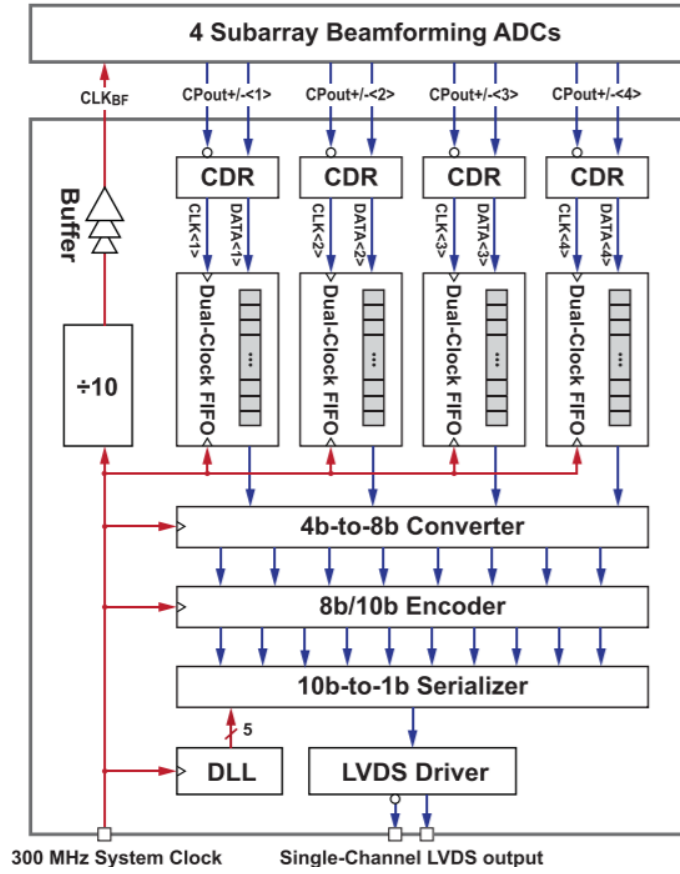 4 Subarray Beamforming ADCs
CLKBF
CPout+/-<1>
CPout+/-<2>
CPout+/-<3>
CPout+/-<4>
CDR
CDR
CDR
CDR
Buffer
CLK<1>
DATA<1>
CLK<2>
DATA<2>
CLK<3>
DATA<3>
CLK<4>
DATA<4>
Dual-Clock FIFO
...
Dual-Clock FIFO
...
Dual-Clock FIFO
...
Dual-Clock FIFO
...
÷10
4b-to-8b Converter
8b/10b Encoder
10b-to-1b Serializer
5
DLL
LVDS Driver
300 MHz System Clock
Single-Channel LVDS output